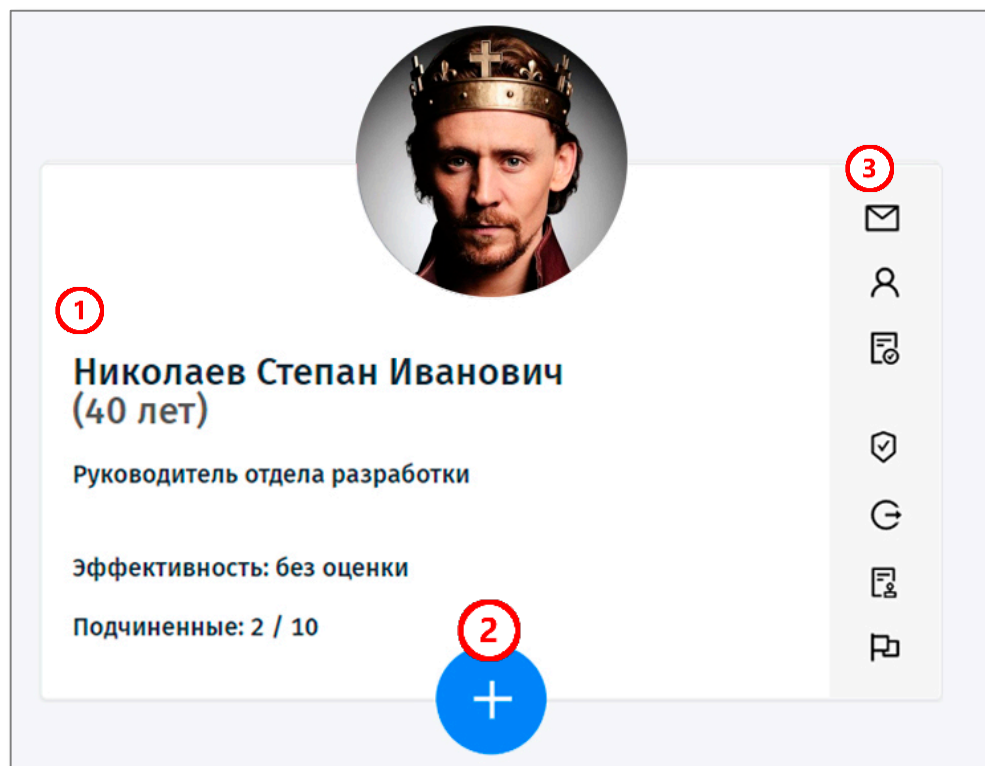 3
1
Николаев Степан Иванович
(40 лет)
Руководитель отдела разработки
Эффективность: без оценки
Подчиненные: 2 / 10
2